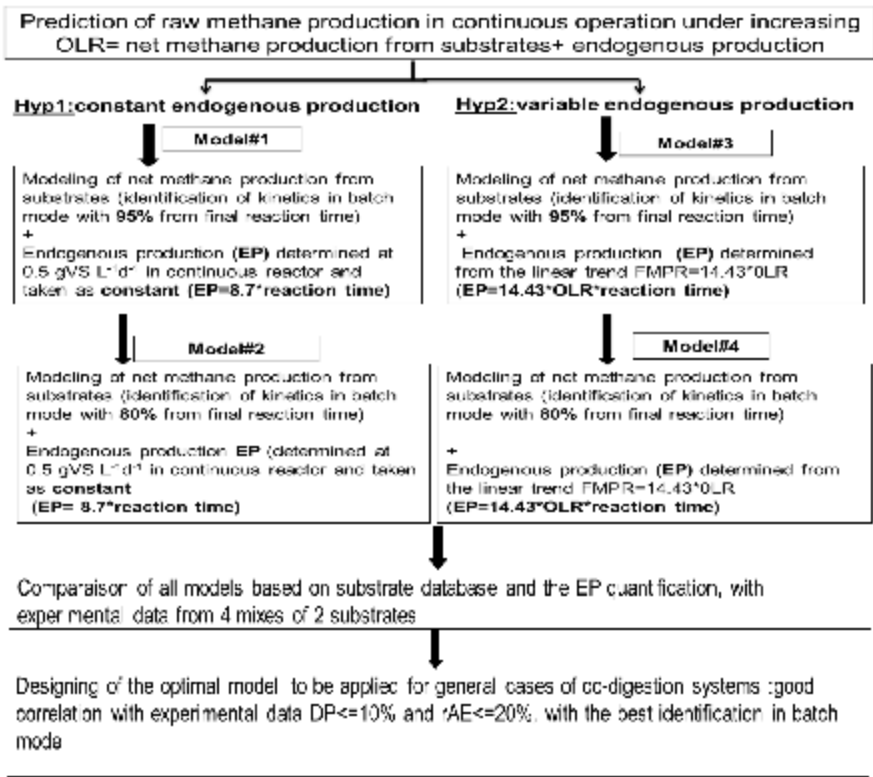 Prediction of raw methane production in continuous operation under increasing
OLR= net methane production from substrates+ endogenous production
Hyp1:constant endogenous production
Model#1
Modeling of net methane production from
substrates (identification of kinetics in batch
mode with 95% from final reaction time)
+
Endogenous production (EP) determined at
0.5 gVS L⁻¹d⁻¹ in continuous reactor and
taken as constant (EP=8.7*reaction time)
Model#2
Modeling of net methane production from
substrates (identification of kinetics in batch
mode with 80% from final reaction time)
+
Endogenous production EP (determined at
0.5 gVS L⁻¹d⁻¹ in continuous reactor and taken
as constant
(EP= 8.7*reaction time)
Hyp2:variable endogenous production
Model#3
Modeling of net methane production from
substrates (identification of kinetics in batch
mode with 95% from final reaction time)
+
Endogenous production (EP) determined
from the linear trend FMPR=14.43*0LR
(EP=14.43*OLR*reaction time)
Model#4
Modeling of net methane production from
substrates (identification of kinetics in batch
mode with 80% from final reaction time)
+
Endogenous production (EP) determined from
the linear trend FMPR=14.43*0LR
(EP=14.43*OLR*reaction time)
Comparaison of all models based on substrate database and the EP quantification, with
experimental data from 4 mixes of 2 substrates
Designing of the optimal model to be applied for general cases of co-digestion systems :good
correlation with experimental data DP<=10% and rAE<=20%, with the best identification in batch
mode